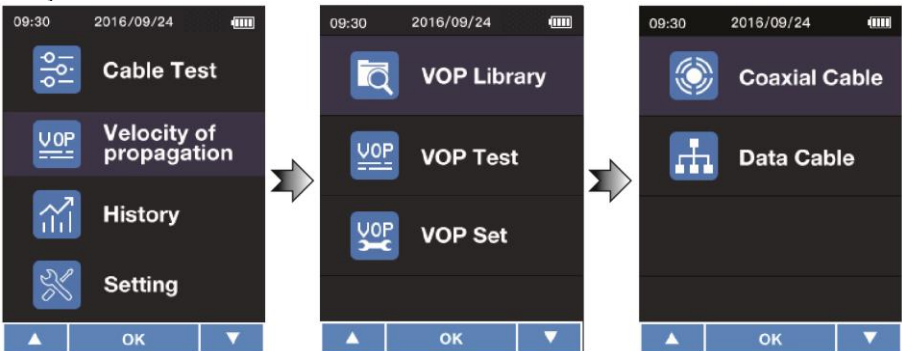 09:30 2016/09/24
Cable Test
VOP
Velocity of
propagation
History
Setting
OK
09:30 2016/09/24
VOP Library
VOP
VOP Test
VOP
VOP Set
OK
09:30 2016/09/24
Coaxial Cable
Data Cable
OK